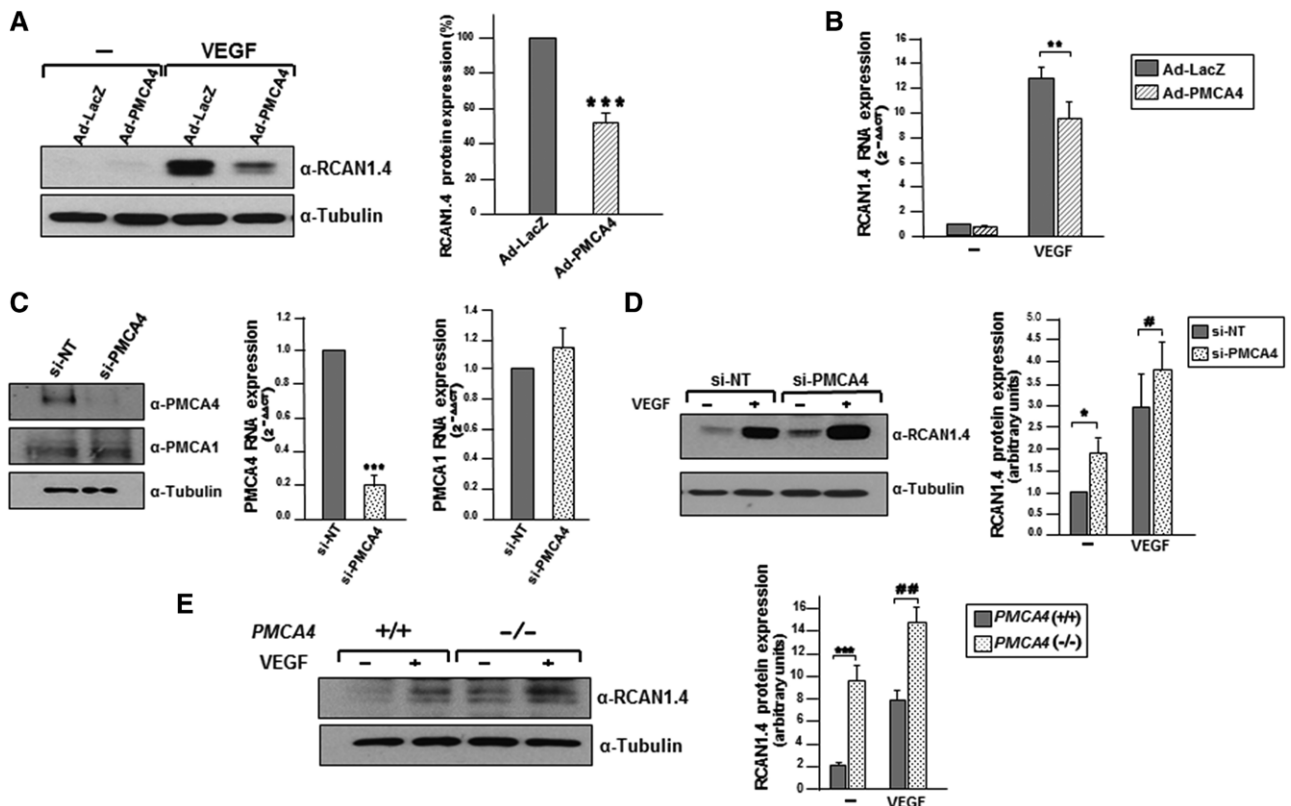 A
–
VEGF
Ad-LacZ
Ad-PMCA4
Ad-LacZ
Ad-PMCA4
α-RCAN1.4
α-Tubulin
RCAN1.4 protein expression (%)
100
80
60
40
20
0
***
Ad-LacZ
Ad-PMCA4
B
RCAN1.4 RNA expression
(2^-ΔΔCT)
16
14
12
10
8
6
4
2
0
**
–
VEGF
Ad-LacZ
Ad-PMCA4
C
si-NT
si-PMCA4
α-PMCA4
α-PMCA1
α-Tubulin
PMCA4 RNA expression
(2^-ΔΔCT)
1.2
1.0
0.8
0.6
0.4
0.2
0.0
***
si-NT
si-PMCA4
PMCA1 RNA expression
(2^-ΔΔCT)
1.4
1.2
1.0
0.8
0.6
0.4
0.2
0.0
si-NT
si-PMCA4
D
si-NT
si-PMCA4
VEGF – + – +
α-RCAN1.4
α-Tubulin
RCAN1.4 protein expression
(arbitrary units)
5.0
4.0
3.5
3.0
2.5
2.0
1.5
1.0
0.5
0.0
*
#
–
VEGF
si-NT
si-PMCA4
E
PMCA4 +/+ –/–
VEGF – + – +
α-RCAN1.4
α-Tubulin
RCAN1.4 protein expression
(arbitrary units)
16
14
12
10
8
6
4
2
0
***
##
–
VEGF
PMCA4 (+/+)
PMCA4 (-/-)